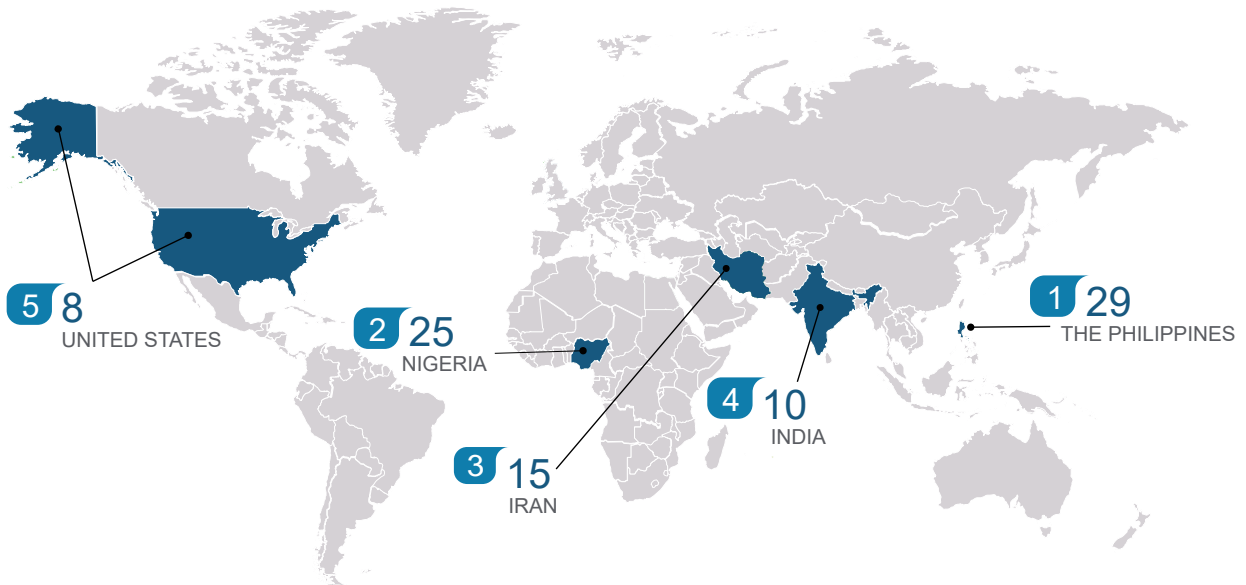 1 29
THE PHILIPPINES
2 25
NIGERIA
3 15
IRAN
4 10
INDIA
5 8
UNITED STATES